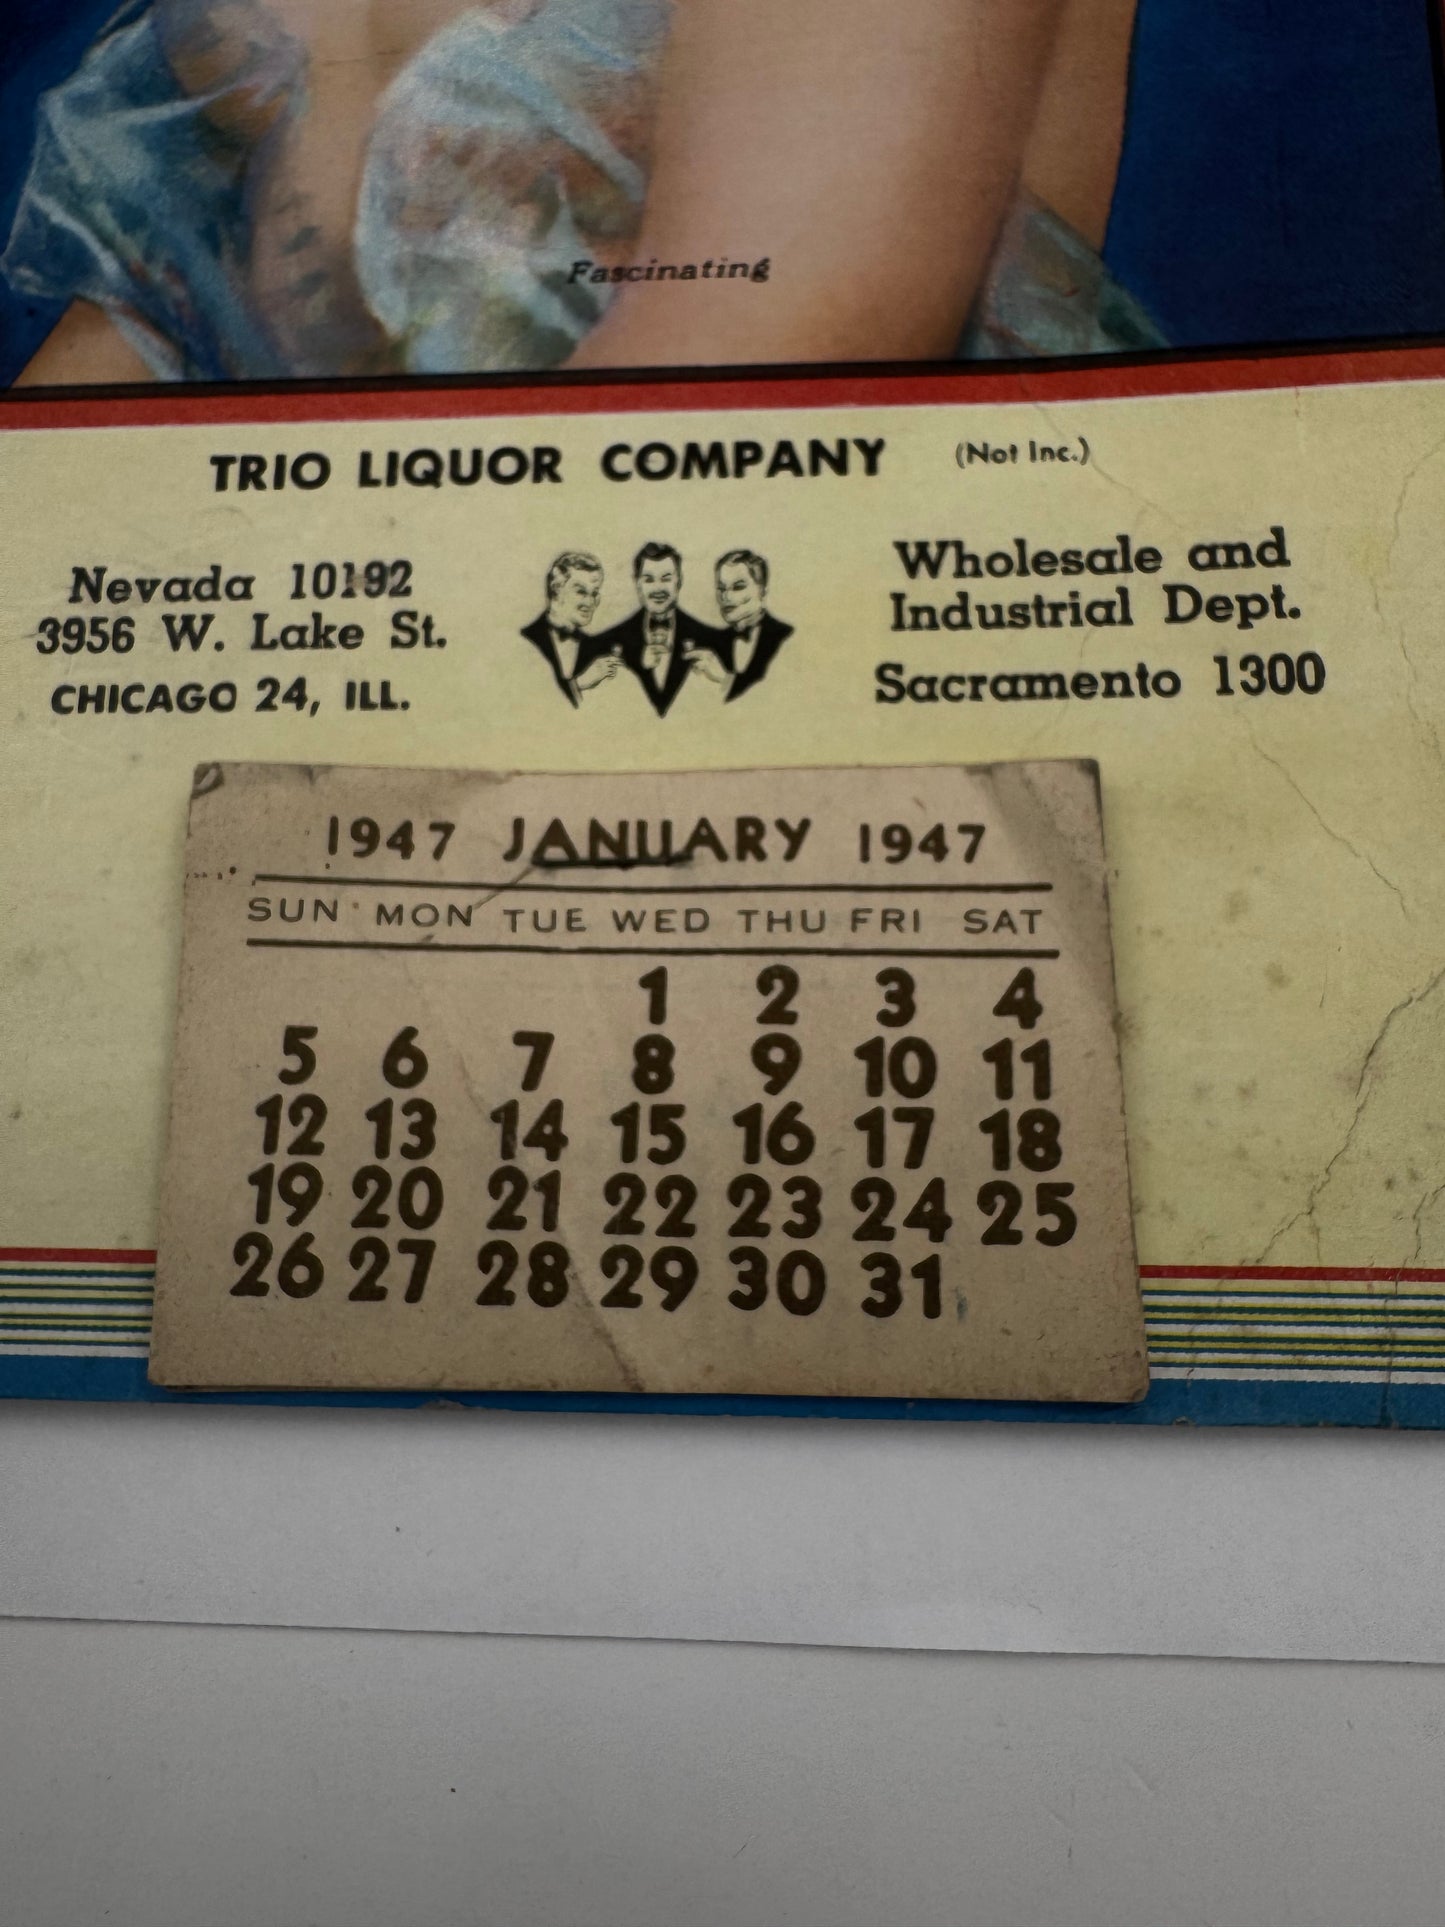 Fascinating
TRIO LIQUOR COMPANY (Not Inc.)
Nevada 10192
3956 W. Lake St.
CHICAGO 24, ILL.
Wholesale and
Industrial Dept.
Sacramento 1300
1947 JANUARY 1947
SUN MON TUE WED THU FRI SAT
1 2 3 4
5 6 7 8 9 10 11
12 13 14 15 16 17 18
19 20 21 22 23 24 25
26 27 28 29 30 31